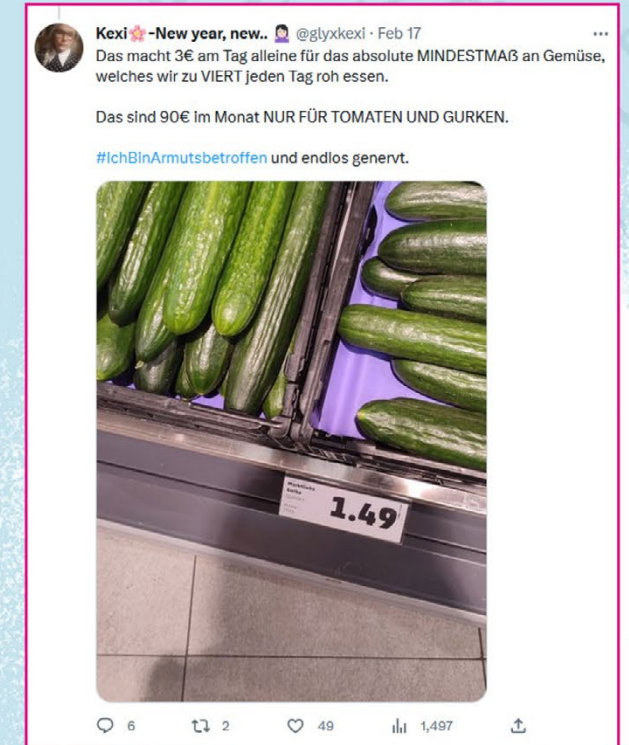 Kexi🌸-New year, new.. 🙍🏻‍♀️ @glyxkexi · Feb 17
Das macht 3€ am Tag alleine für das absolute MINDESTMAß an Gemüse,
welches wir zu VIERT jeden Tag roh essen.
Das sind 90€ im Monat NUR FÜR TOMATEN UND GURKEN.
#IchBinArmutsbetroffen und endlos genervt.
1.49
6 2 49 1,497